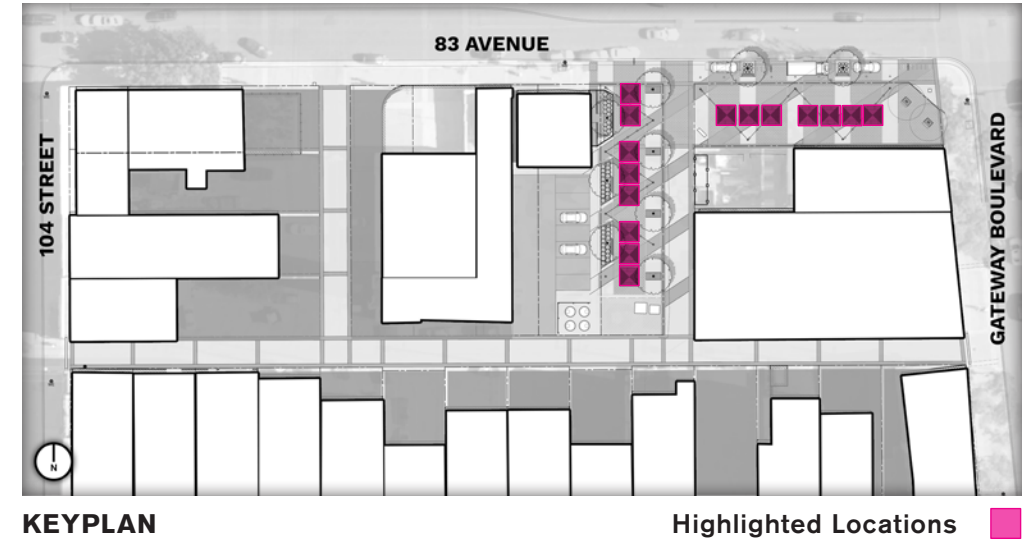 83 AVENUE
104 STREET
GATEWAY BOULEVARD
N
KEYPLAN
Highlighted Locations